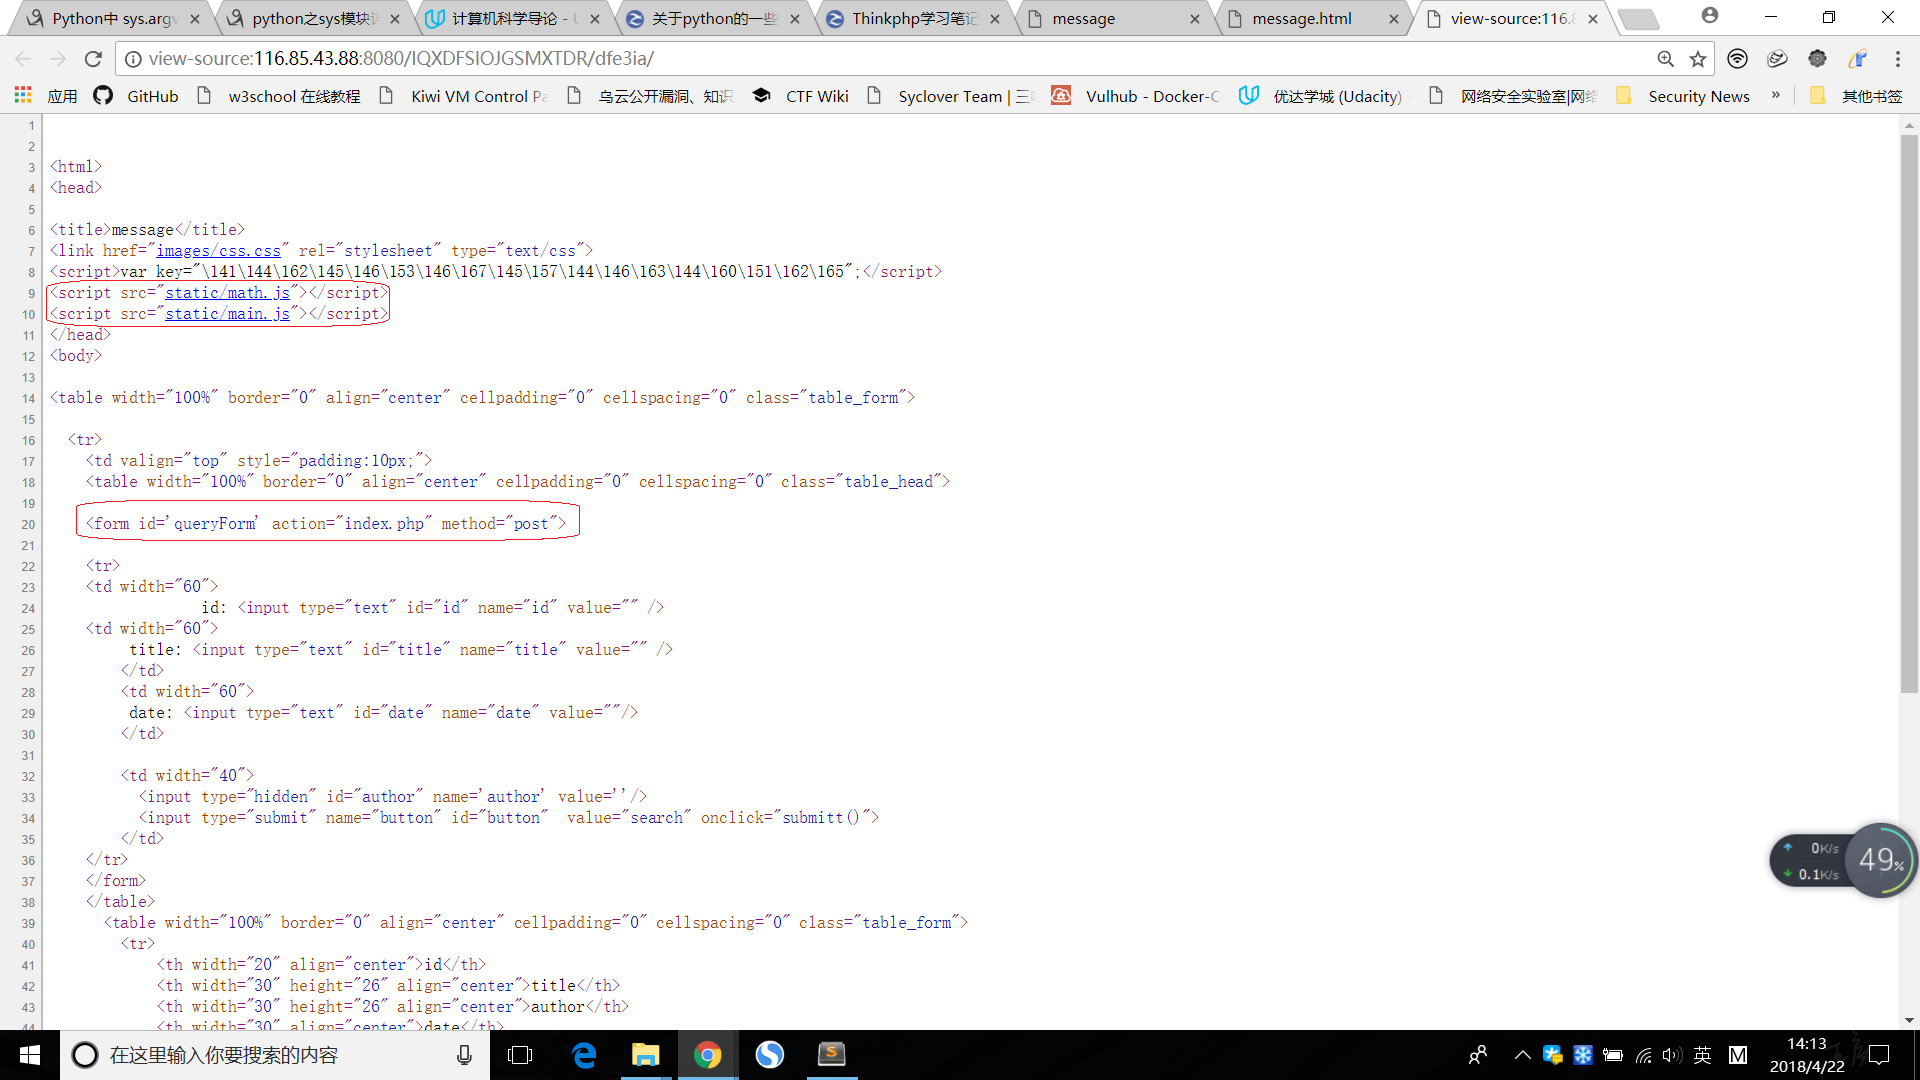 Python中 sys.argv
python之sys模块
计算机科学导论 - U
关于python的一些
Thinkphp学习笔记
message
message.html
view-source:116.8
view-source:116.85.43.88:8080/IQXDFSIOJGSMXTDR/dfe3ia/
应用
GitHub
w3school 在线教程
Kiwi VM Control Pa
乌云公开漏洞、知识
CTF Wiki
Syclover Team | 三
Vulhub - Docker-C
优达学城 (Udacity)
网络安全实验室|网络
Security News
»
其他书签
1
2
3 <html>
4 <head>
5
6 <title>message</title>
7 <link href="images/css.css" rel="stylesheet" type="text/css">
8 <script>var key="\141\144\162\145\146\153\146\167\145\157\144\146\163\144\160\151\162\165";</script>
9 <script src="static/math.js"></script>
10 <script src="static/main.js"></script>
11 </head>
12 <body>
13
14 <table width="100%" border="0" align="center" cellpadding="0" cellspacing="0" class="table_form">
15
16 <tr>
17 <td valign="top" style="padding:10px;">
18 <table width="100%" border="0" align="center" cellpadding="0" cellspacing="0" class="table_head">
19
20 <form id='queryForm' action="index.php" method="post">
21
22 <tr>
23 <td width="60">
24 id: <input type="text" id="id" name="id" value="" />
25 <td width="60">
26 title: <input type="text" id="title" name="title" value="" />
27 </td>
28 <td width="60">
29 date: <input type="text" id="date" name="date" value=""/>
30 </td>
31
32 <td width="40">
33 <input type="hidden" id="author" name='author' value=''/>
34 <input type="submit" name="button" id="button"  value="search" onclick="submitt()">
35 </td>
36 </tr>
37 </form>
38 </table>
39 <table width="100%" border="0" align="center" cellpadding="0" cellspacing="0" class="table_form">
40 <tr>
41 <th width="20" align="center">id</th>
42 <th width="30" height="26" align="center">title</th>
43 <th width="30" height="26" align="center">author</th>
44 <th width="30" align="center">date</th>
0K/s
0.1K/s
49%
在这里输入你要搜索的内容
英
M
14:13
2018/4/22